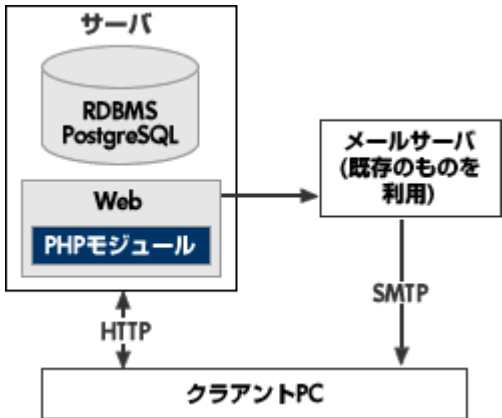 サーバ
RDBMS
PostgreSQL
Web
PHPモジュール
メールサーバ
(既存のものを
利用)
SMTP
HTTP
クラアントPC